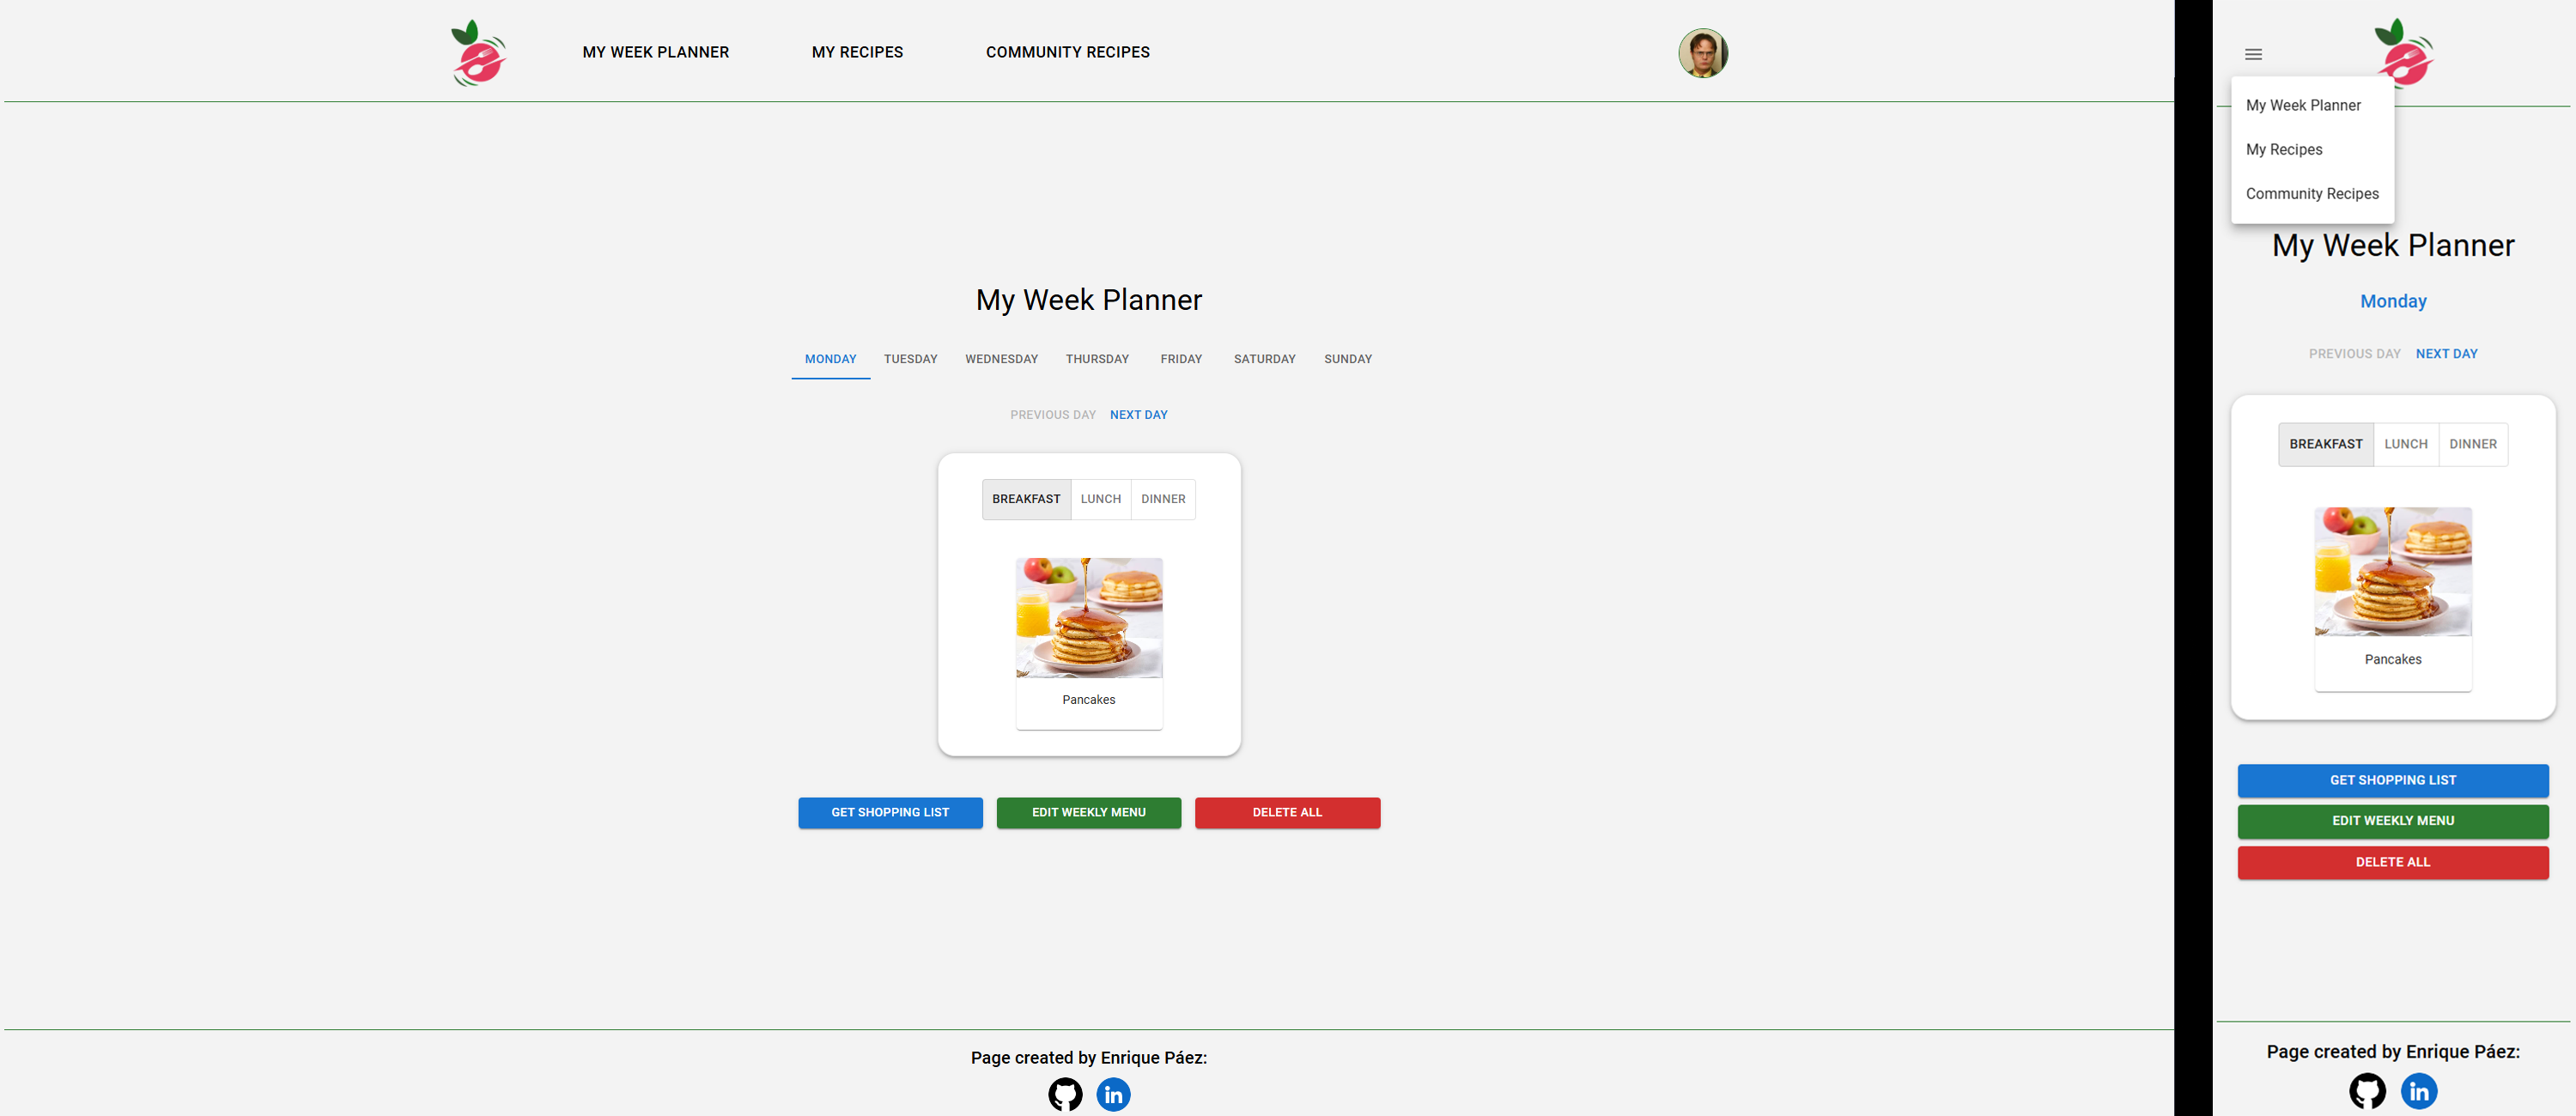 MY WEEK PLANNER MY RECIPES COMMUNITY RECIPES
My Week Planner
MONDAY TUESDAY WEDNESDAY THURSDAY FRIDAY SATURDAY SUNDAY
PREVIOUS DAY NEXT DAY
BREAKFAST LUNCH DINNER
Pancakes
GET SHOPPING LIST EDIT WEEKLY MENU DELETE ALL
Page created by Enrique Páez:
in
My Week Planner
My Recipes
Community Recipes
My Week Planner
Monday
PREVIOUS DAY NEXT DAY
BREAKFAST LUNCH DINNER
Pancakes
GET SHOPPING LIST
EDIT WEEKLY MENU
DELETE ALL
Page created by Enrique Páez:
in